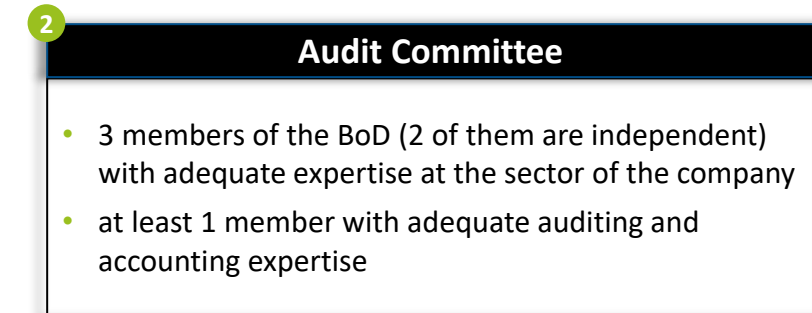 2
Audit Committee
• 3 members of the BoD (2 of them are independent)
with adequate expertise at the sector of the company
• at least 1 member with adequate auditing and
accounting expertise